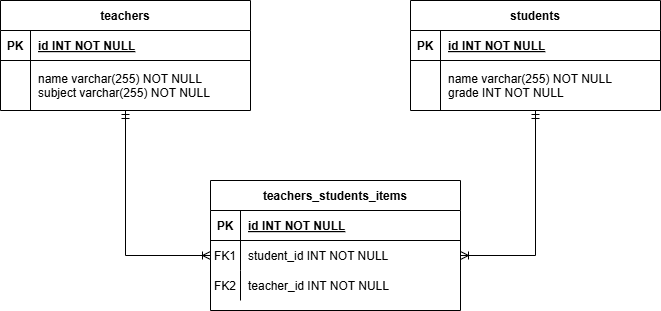 teachers
PK id INT NOT NULL
name varchar(255) NOT NULL
subject varchar(255) NOT NULL
students
PK id INT NOT NULL
name varchar(255) NOT NULL
grade INT NOT NULL
teachers_students_items
PK id INT NOT NULL
FK1 student_id INT NOT NULL
FK2 teacher_id INT NOT NULL